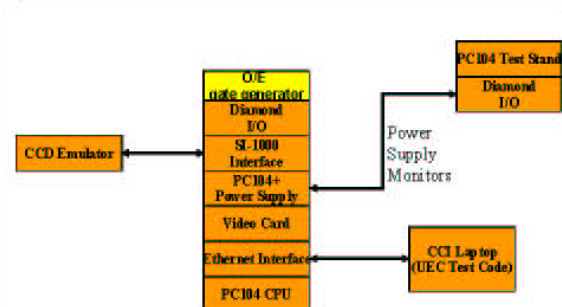 PC104 Test Stand
Diamond
I/O
O/E
gate generator
Diamond
I/O
SI-1000
Interface
PC104+
Power Supply
Video Card
Ethernet Interface
PC104 CPU
CCD Emulator
Power
Supply
Monitors
CCI Laptop
(UEC Test Code)